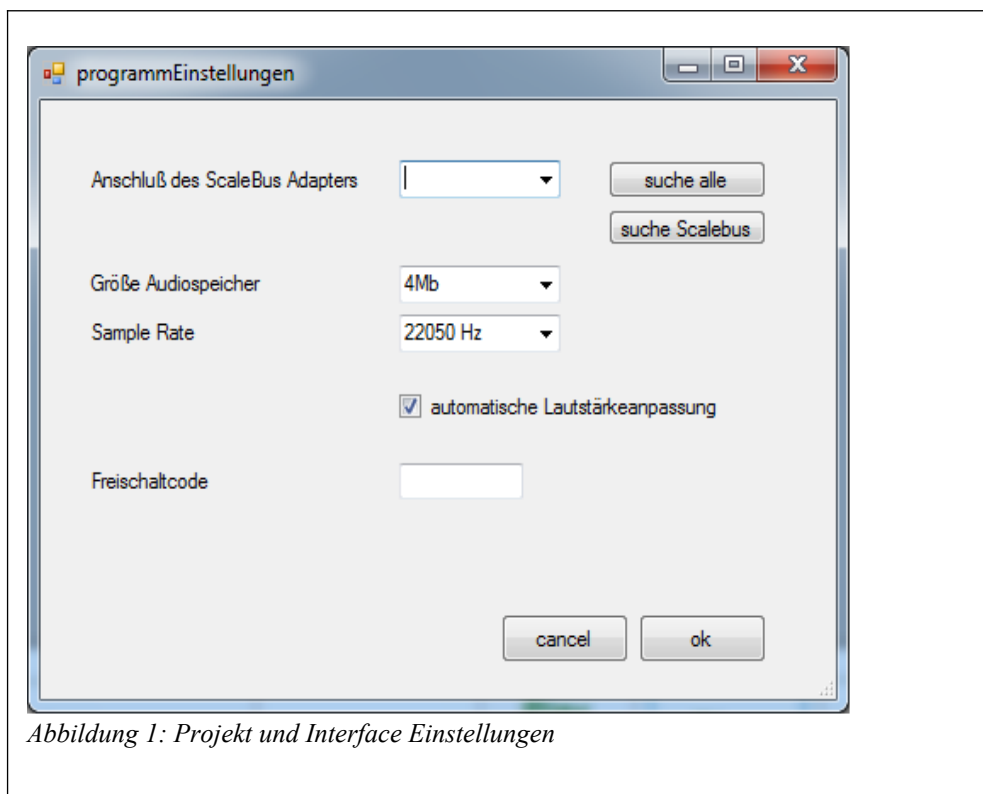 programmEinstellungen
Anschluß des ScaleBus Adapters
suche alle
suche Scalebus
Größe Audiospeicher 4Mb
Sample Rate 22050 Hz
automatische Lautstärkeanpassung
Freischaltcode
cancel ok
Abbildung 1: Projekt und Interface Einstellungen